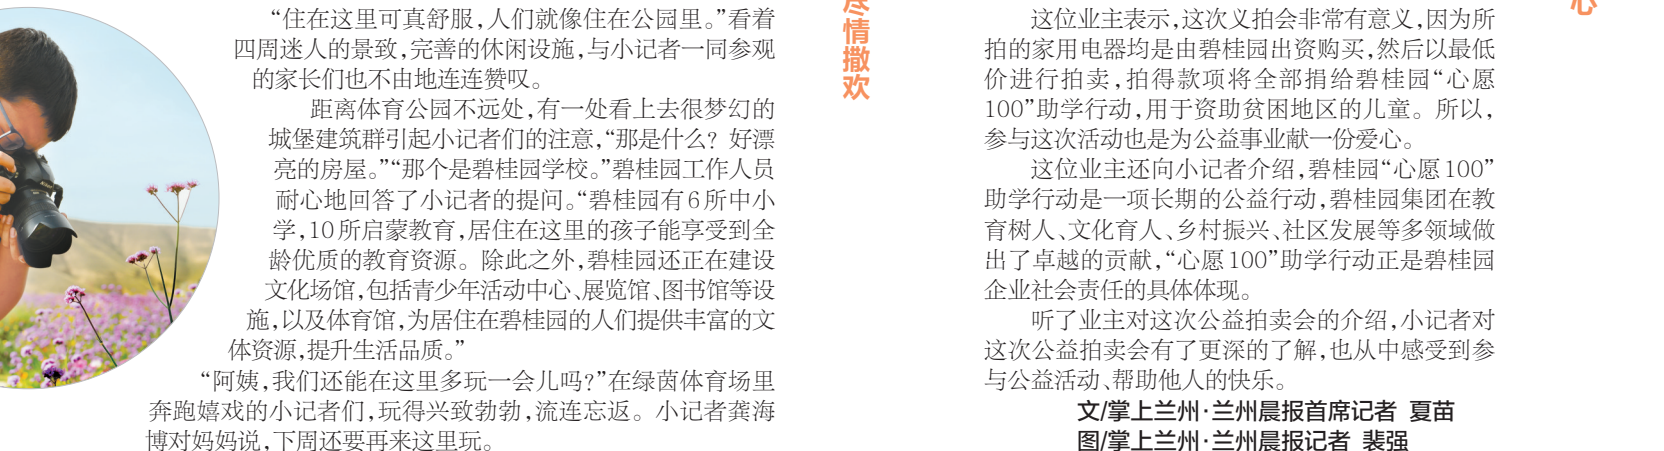 “住在这里可真舒服，人们就像住在公园里。”看着
四周迷人的景致，完善的休闲设施，与小记者一同参观
的家长们也不由地连连赞叹。
距离体育公园不远处，有一处看上去很梦幻的
城堡建筑群引起小记者们的注意，“那是什么？好漂
亮的房屋。”“那个是碧桂园学校。”碧桂园工作人员
耐心地回答了小记者的提问。“碧桂园有6所中小
学，10所启蒙教育，居住在这里的孩子能享受到全
龄优质的教育资源。除此之外，碧桂园还正在建设
文化场馆，包括青少年活动中心、展览馆、图书馆等设
施，以及体育馆，为居住在碧桂园的人们提供丰富的文
体资源，提升生活品质。”
“阿姨，我们还能在这里多玩一会儿吗？”在绿茵体育场里
奔跑嬉戏的小记者们，玩得兴致勃勃，流连忘返。小记者龚海
博对妈妈说，下周还要再来这里玩。
尽情撒欢
这位业主表示，这次义拍会非常有意义，因为所
拍的家用电器均是由碧桂园出资购买，然后以最低
价进行拍卖，拍得款项将全部捐给碧桂园“心愿
100”助学行动，用于资助贫困地区的儿童。所以，
参与这次活动也是为公益事业献一份爱心。
这位业主还向小记者介绍，碧桂园“心愿100”
助学行动是一项长期的公益行动，碧桂园集团在教
育树人、文化育人、乡村振兴、社区发展等多领域做
出了卓越的贡献，“心愿100”助学行动正是碧桂园
企业社会责任的具体体现。
听了业主对这次公益拍卖会的介绍，小记者对
这次公益拍卖会有了更深的了解，也从中感受到参
与公益活动、帮助他人的快乐。
文/掌上兰州·兰州晨报首席记者 夏苗
图/掌上兰州·兰州晨报记者 裴强
心